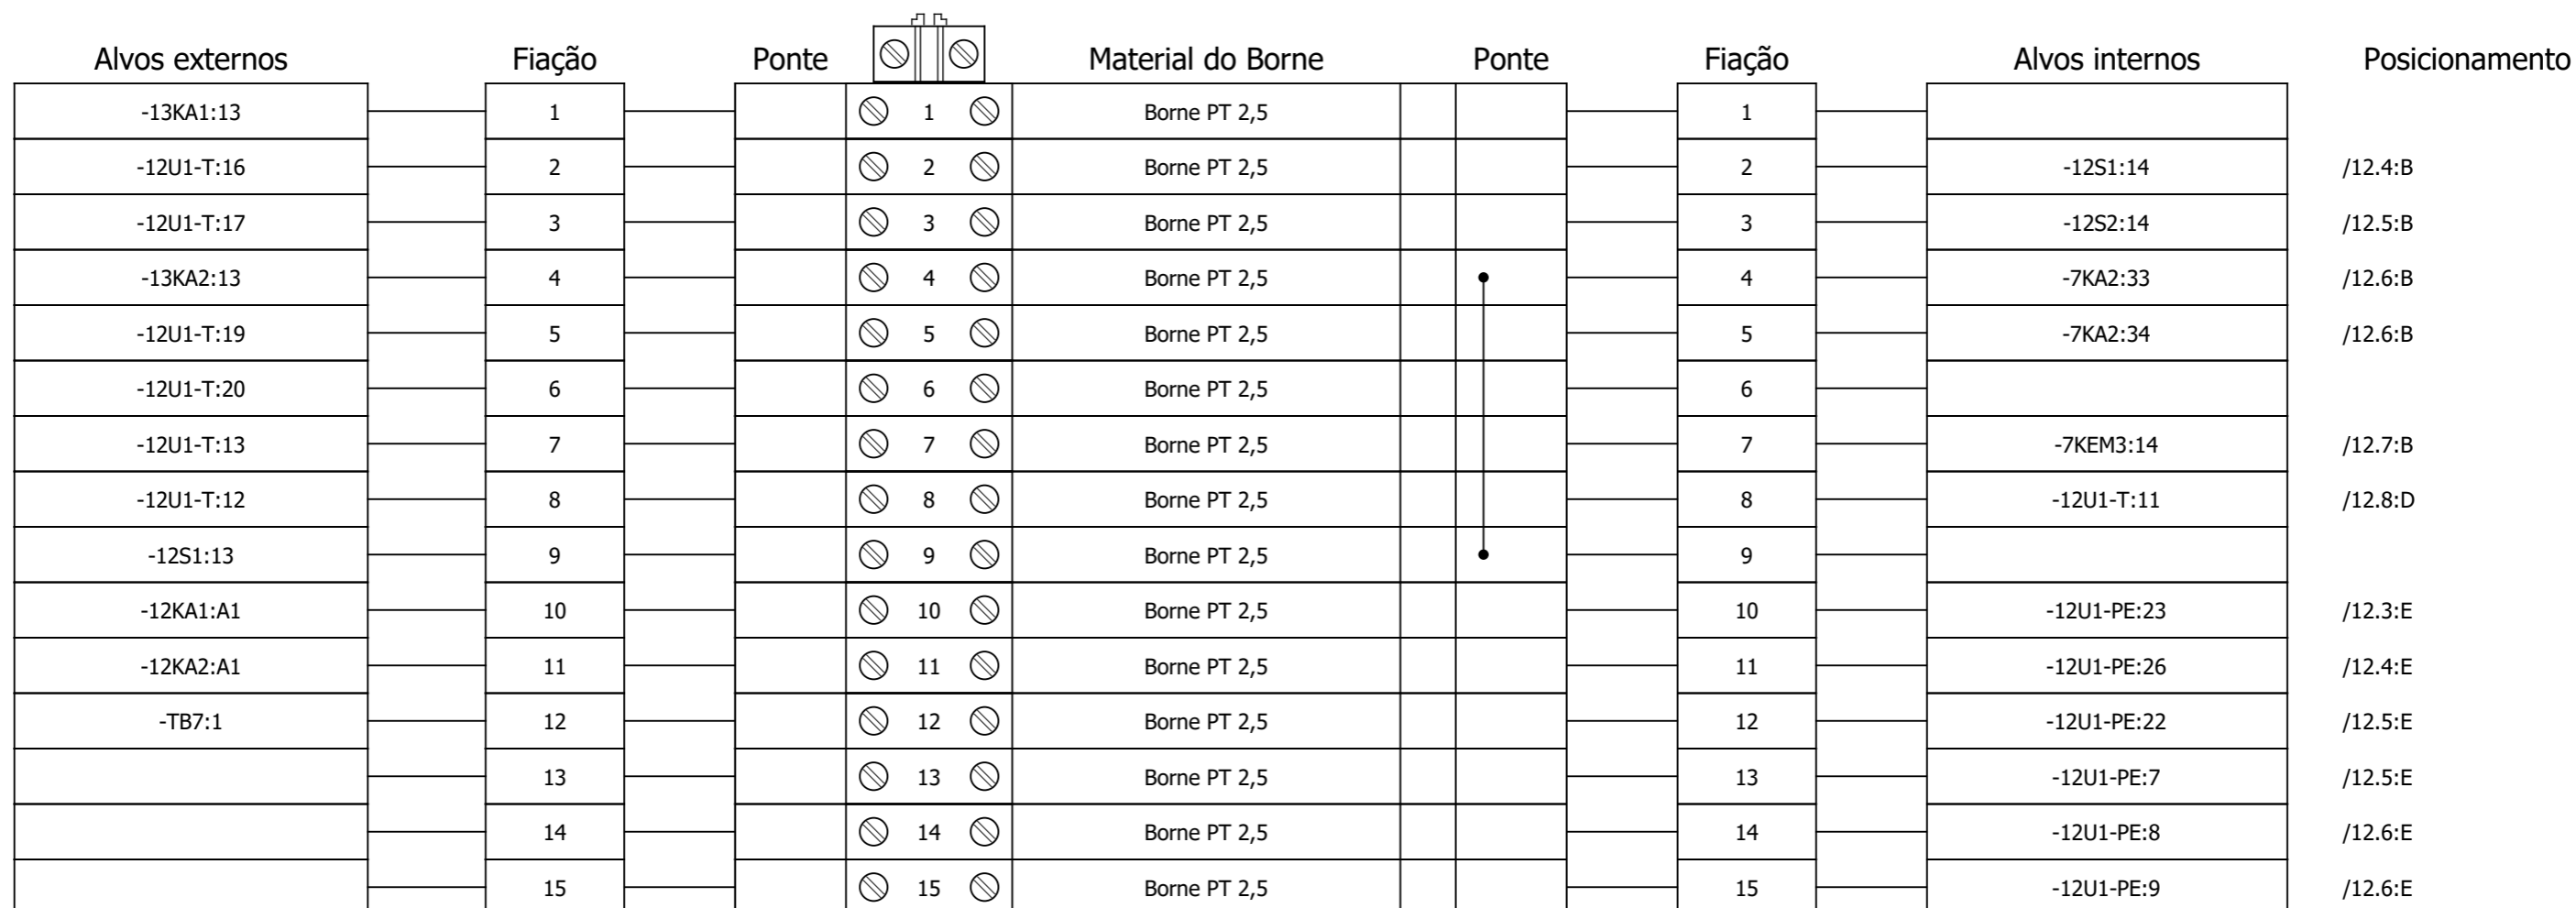 Alvos externos Fiação Ponte Material do Borne Ponte Fiação Alvos internos Posicionamento
-13KA1:13 1 1 Borne PT 2,5 1
-12U1-T:16 2 2 Borne PT 2,5 2 -12S1:14 /12.4:B
-12U1-T:17 3 3 Borne PT 2,5 3 -12S2:14 /12.5:B
-13KA2:13 4 4 Borne PT 2,5 4 -7KA2:33 /12.6:B
-12U1-T:19 5 5 Borne PT 2,5 5 -7KA2:34 /12.6:B
-12U1-T:20 6 6 Borne PT 2,5 6
-12U1-T:13 7 7 Borne PT 2,5 7 -7KEM3:14 /12.7:B
-12U1-T:12 8 8 Borne PT 2,5 8 -12U1-T:11 /12.8:D
-12S1:13 9 9 Borne PT 2,5 9
-12KA1:A1 10 10 Borne PT 2,5 10 -12U1-PE:23 /12.3:E
-12KA2:A1 11 11 Borne PT 2,5 11 -12U1-PE:26 /12.4:E
-TB7:1 12 12 Borne PT 2,5 12 -12U1-PE:22 /12.5:E
13 13 Borne PT 2,5 13 -12U1-PE:7 /12.5:E
14 14 Borne PT 2,5 14 -12U1-PE:8 /12.6:E
15 15 Borne PT 2,5 15 -12U1-PE:9 /12.6:E